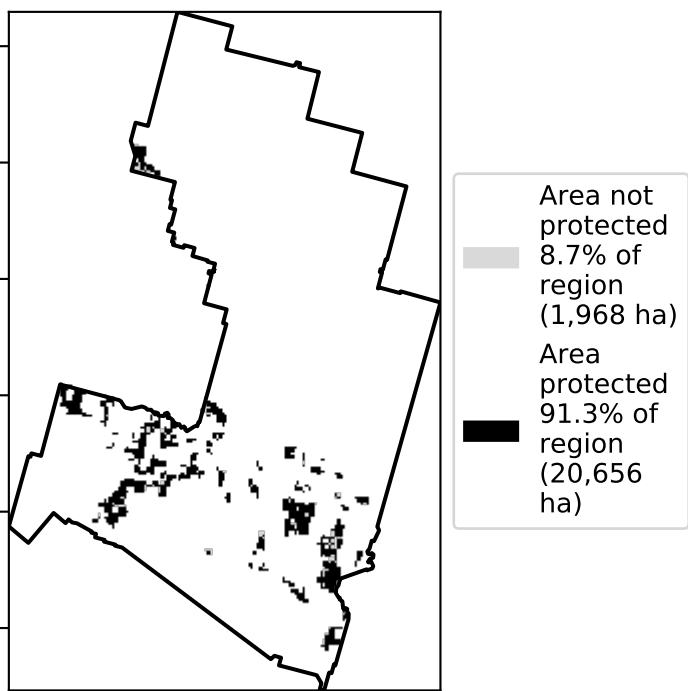 Area not
protected
8.7% of
region
(1,968 ha)
Area
protected
91.3% of
region
(20,656
ha)